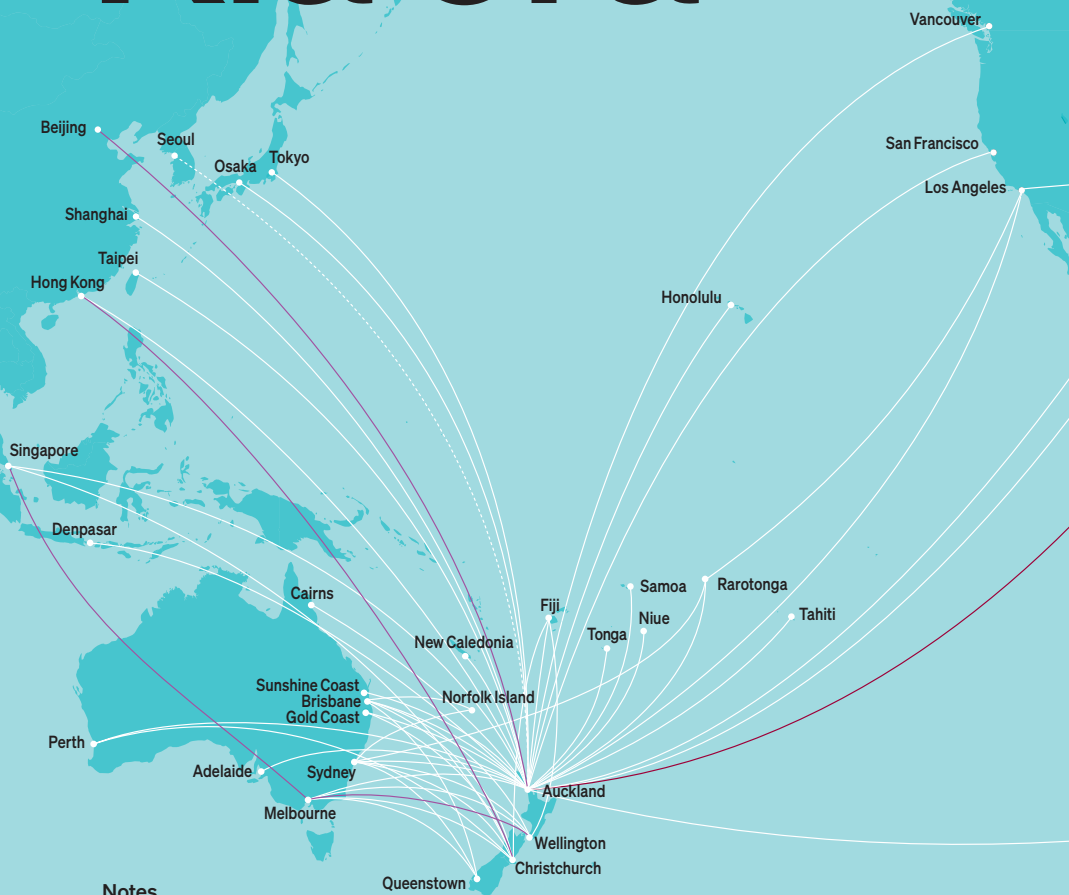 Vancouver
Beijing
Seoul
San Francisco
Osaka
Tokyo
Los Angeles
Shanghai
Taipei
Hong Kong
Honolulu
Singapore
Denpasar
Cairns
Samoa
Rarotonga
Fiji
Niue
Tahiti
Tonga
New Caledonia
Sunshine Coast
Brisbane
Norfolk Island
Gold Coast
Perth
Adelaide
Sydney
Auckland
Melbourne
Wellington
Christchurch
Queenstown
Notes